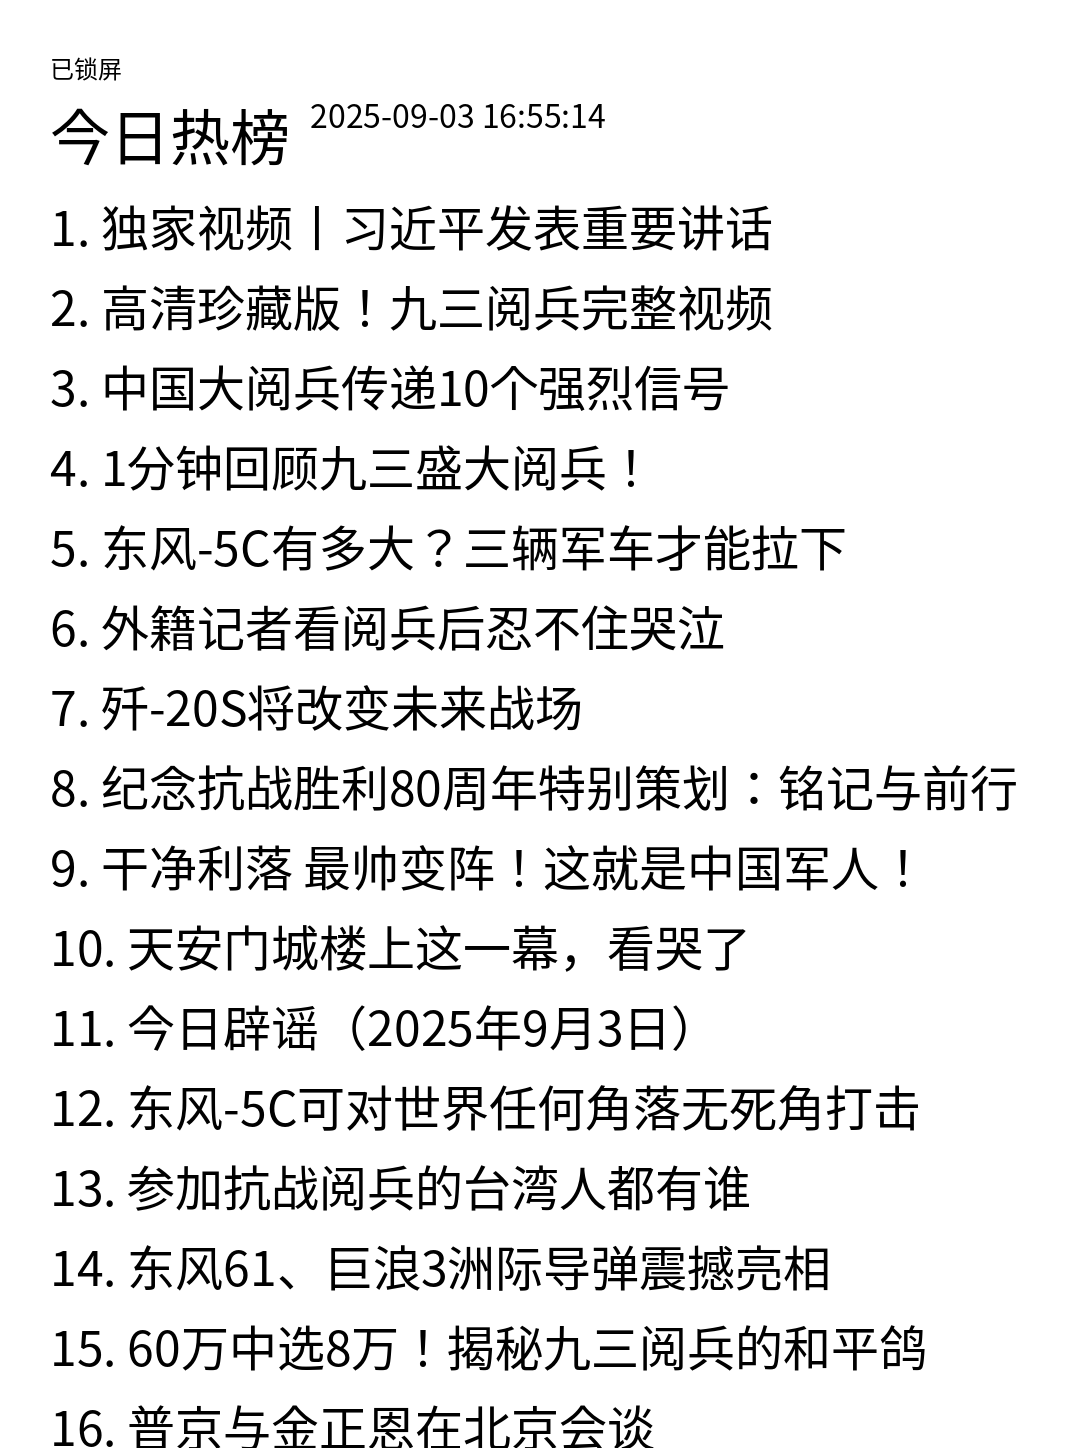 已锁屏
今日热榜 2025-09-03 16:55:14
1. 独家视频丨习近平发表重要讲话
2. 高清珍藏版！九三阅兵完整视频
3. 中国大阅兵传递10个强烈信号
4. 1分钟回顾九三盛大阅兵！
5. 东风-5C有多大？三辆军车才能拉下
6. 外籍记者看阅兵后忍不住哭泣
7. 歼-20S将改变未来战场
8. 纪念抗战胜利80周年特别策划：铭记与前行
9. 干净利落 最帅变阵！这就是中国军人！
10. 天安门城楼上这一幕，看哭了
11. 今日辟谣（2025年9月3日）
12. 东风-5C可对世界任何角落无死角打击
13. 参加抗战阅兵的台湾人都有谁
14. 东风61、巨浪3洲际导弹震撼亮相
15. 60万中选8万！揭秘九三阅兵的和平鸽
16. 普京与金正恩在北京会谈